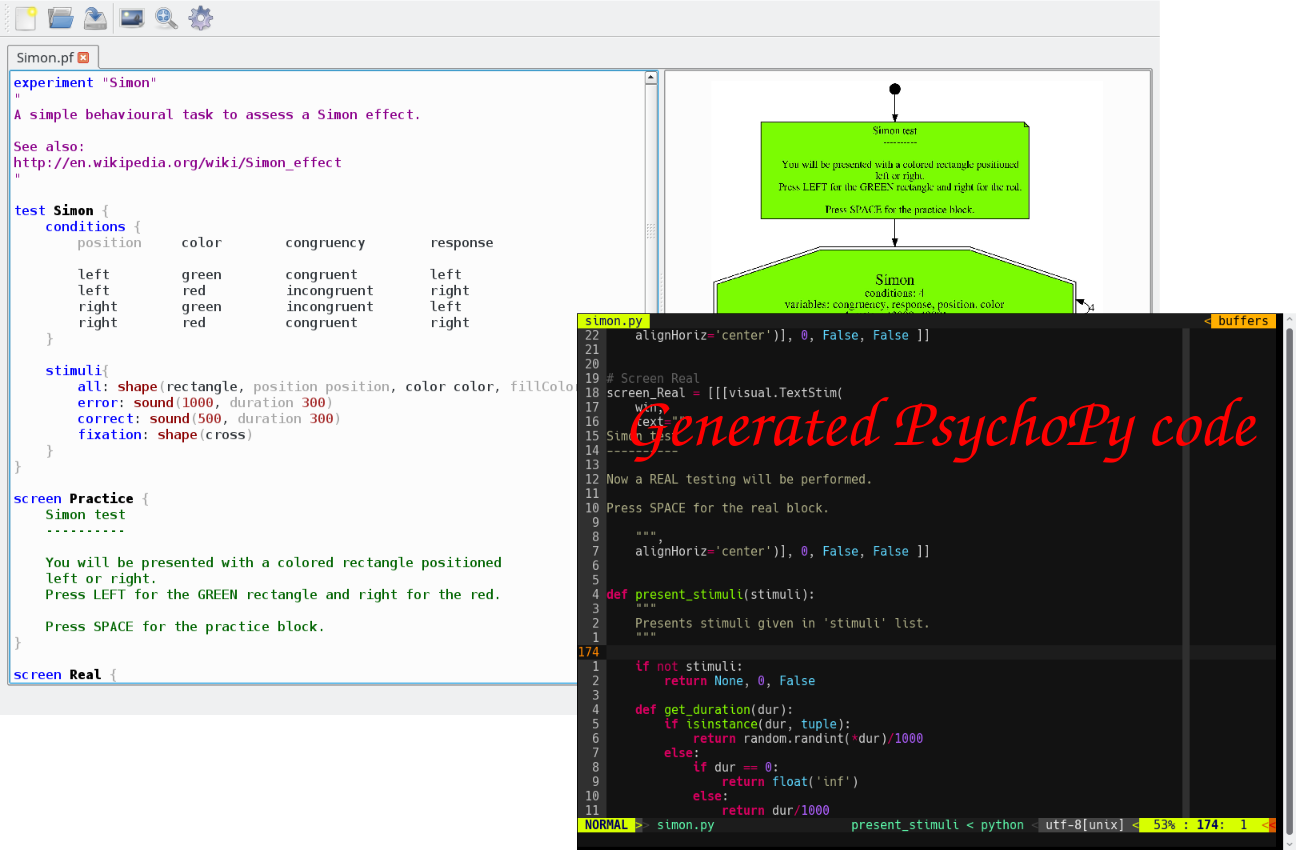 Simon.pf
experiment "Simon"
"
A simple behavioural task to assess a Simon effect.
See also:
http://en.wikipedia.org/wiki/Simon_effect
"
test Simon {
conditions {
position color congruency response
left green congruent left
left red incongruent right
right green incongruent left
right red congruent right
}
stimuli{
all: shape(rectangle, position position, color color, fillColo
error: sound(1000, duration 300)
correct: sound(500, duration 300)
fixation: shape(cross)
}
}
screen Practice {
Simon test
----------
You will be presented with a colored rectangle positioned
left or right.
Press LEFT for the GREEN rectangle and right for the red.
Press SPACE for the practice block.
}
screen Real {
Simon test
----------
You will be presented with a colored rectangle positioned
left or right.
Press LEFT for the GREEN rectangle and right for the red.
Press SPACE for the practice block.
Simon
conditions: 4
variables: congruency, response, position, color
4
simon.py < buffers
22 alignHoriz='center')], 0, False, False ]]
21
20
19 # Screen Real
18 screen_Real = [[[visual.TextStim(
17 win,
16 text="""
15 Simon test
14 ----------
13
12 Now a REAL testing will be performed.
11
10 Press SPACE for the real block.
9
8 """,
7 alignHoriz='center')], 0, False, False ]]
6
5
4 def present_stimuli(stimuli):
3 """
2 Presents stimuli given in 'stimuli' list.
1 """
174
1 if not stimuli:
2 return None, 0, False
3
4 def get_duration(dur):
5 if isinstance(dur, tuple):
6 return random.randint(*dur)/1000
7 else:
8 if dur == 0:
9 return float('inf')
10 else:
11 return dur/1000
NORMAL >> simon.py present_stimuli < python < utf-8[unix] < 53% : 174: 1 <<
Generated PsychoPy code